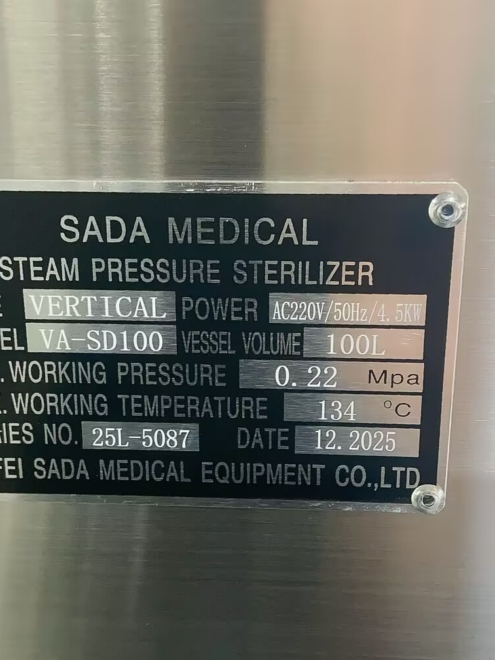 SADA MEDICAL
STEAM PRESSURE STERILIZER
E VERTICAL POWER AC220V/50Hz/4.5KW
EL VA-SD100 VESSEL VOLUME 100L
. WORKING PRESSURE 0.22 Mpa
. WORKING TEMPERATURE 134 °C
RIES NO. 25L-5087 DATE 12.2025
FEI SADA MEDICAL EQUIPMENT CO.,LTD